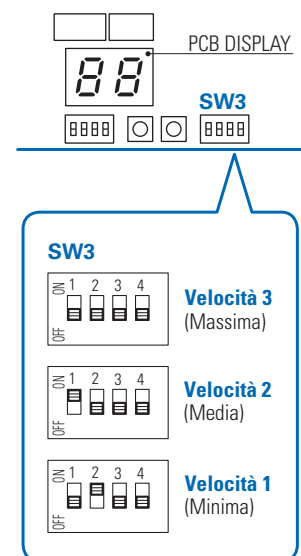 PCB DISPLAY
88
SW3
SW3
ON 1 2 3 4
OFF
Velocità 3
(Massima)
ON 1 2 3 4
OFF
Velocità 2
(Media)
ON 1 2 3 4
OFF
Velocità 1
(Minima)